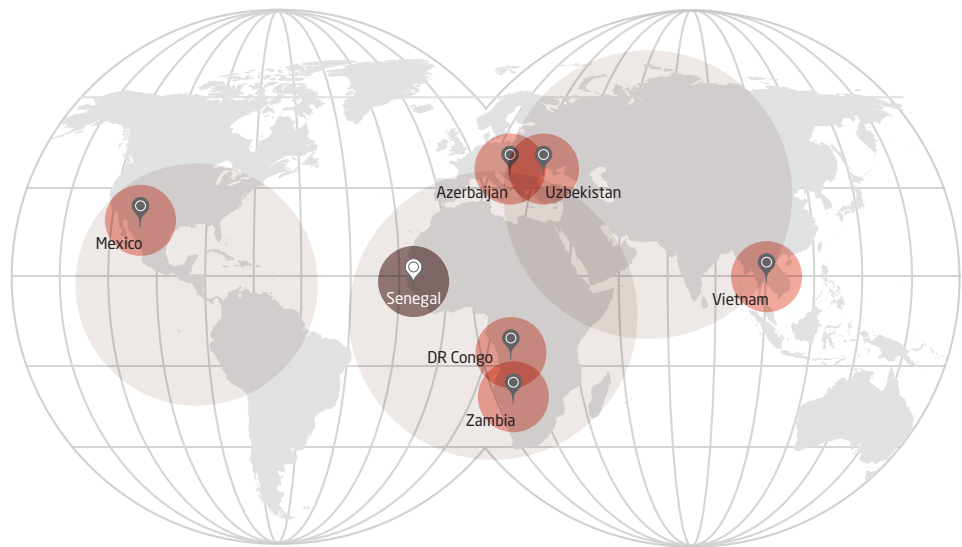 Azerbaijan
Uzbekistan
Mexico
Senegal
Vietnam
DR Congo
Zambia